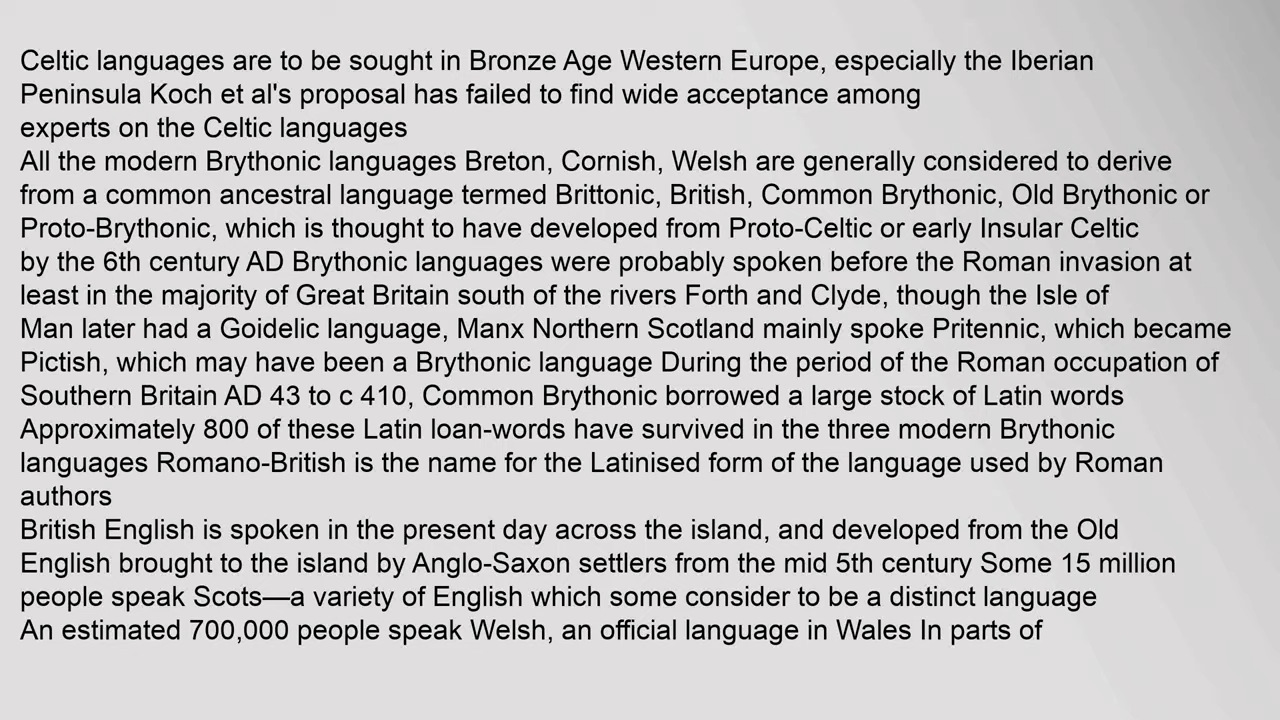 Celtic languages are to be sought in Bronze Age Western Europe, especially the Iberian
Peninsula Koch et al's proposal has failed to find wide acceptance among
experts on the Celtic languages
All the modern Brythonic languages Breton, Cornish, Welsh are generally considered to derive
from a common ancestral language termed Brittonic, British, Common Brythonic, Old Brythonic or
Proto-Brythonic, which is thought to have developed from Proto-Celtic or early Insular Celtic
by the 6th century AD Brythonic languages were probably spoken before the Roman invasion at
least in the majority of Great Britain south of the rivers Forth and Clyde, though the Isle of
Man later had a Goidelic language, Manx Northern Scotland mainly spoke Pritennic, which became
Pictish, which may have been a Brythonic language During the period of the Roman occupation of
Southern Britain AD 43 to c 410, Common Brythonic borrowed a large stock of Latin words
Approximately 800 of these Latin loan-words have survived in the three modern Brythonic
languages Romano-British is the name for the Latinised form of the language used by Roman
authors
British English is spoken in the present day across the island, and developed from the Old
English brought to the island by Anglo-Saxon settlers from the mid 5th century Some 15 million
people speak Scots—a variety of English which some consider to be a distinct language
An estimated 700,000 people speak Welsh, an official language in Wales In parts of